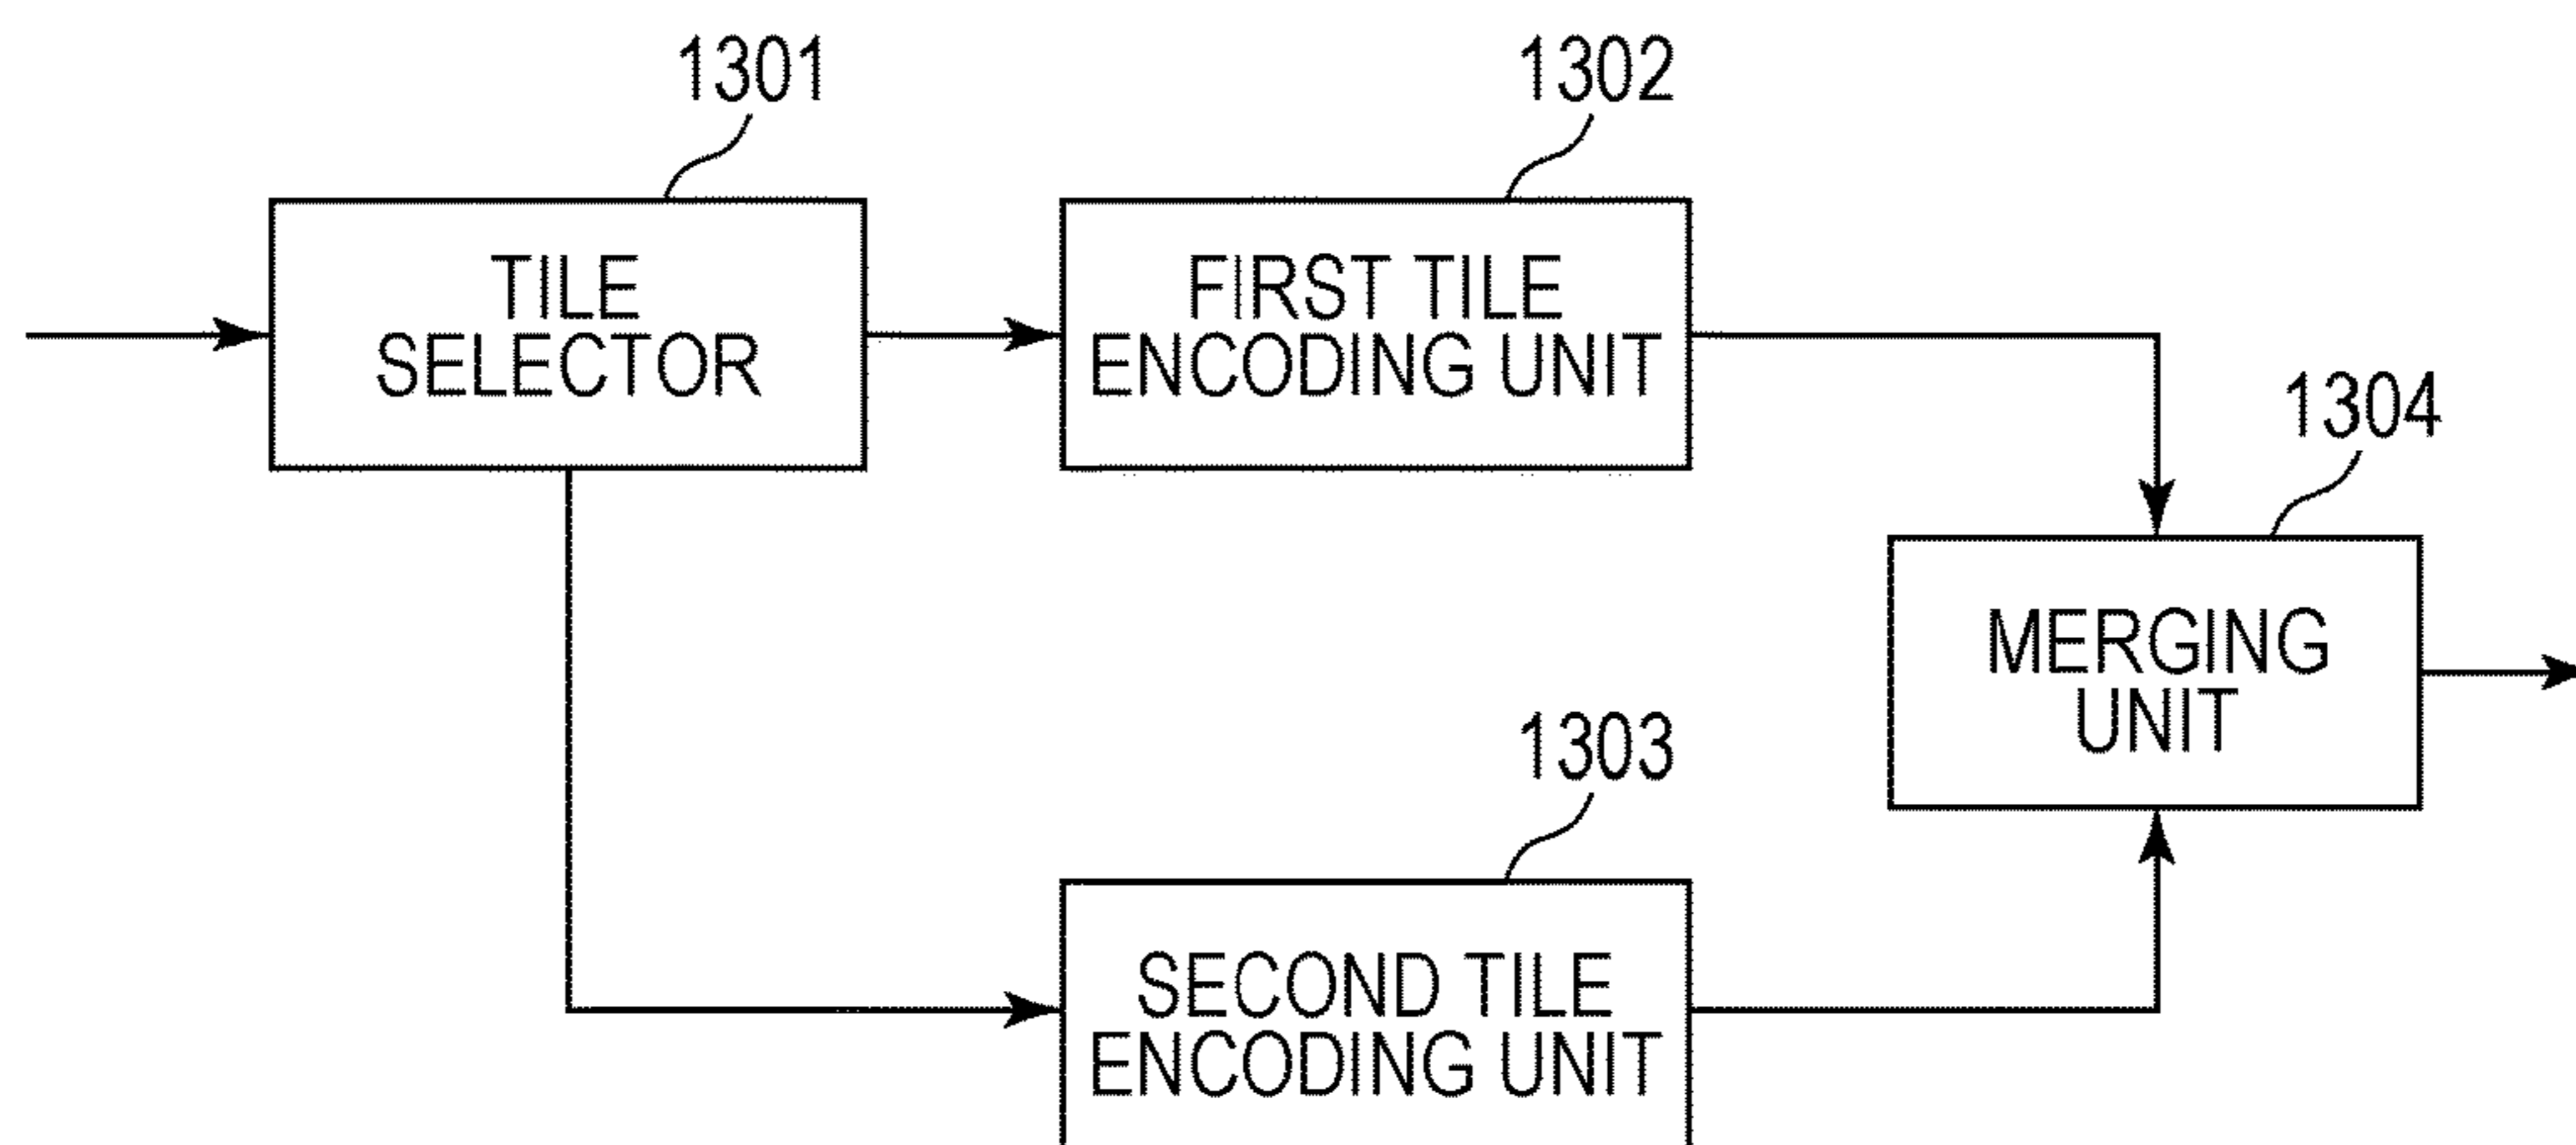 1301
TILE
SELECTOR
1302
FIRST TILE
ENCODING UNIT
1304
MERGING
UNIT
1303
SECOND TILE
ENCODING UNIT